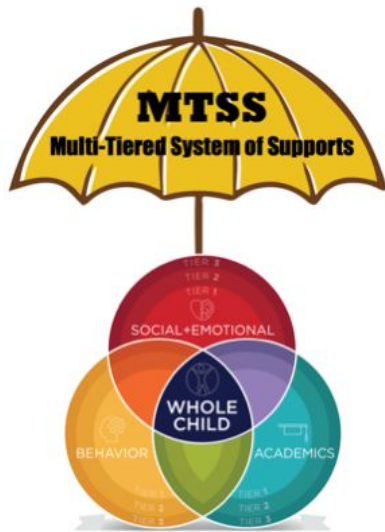 MTSS
Multi-Tiered System of Supports
TIER 3
TIER 2
TIER 1
SOCIAL+EMOTIONAL
WHOLE
CHILD
BEHAVIOR
ACADEMICS
TIER 1
TIER 2
TIER 3
TIER 1
TIER 2
TIER 3